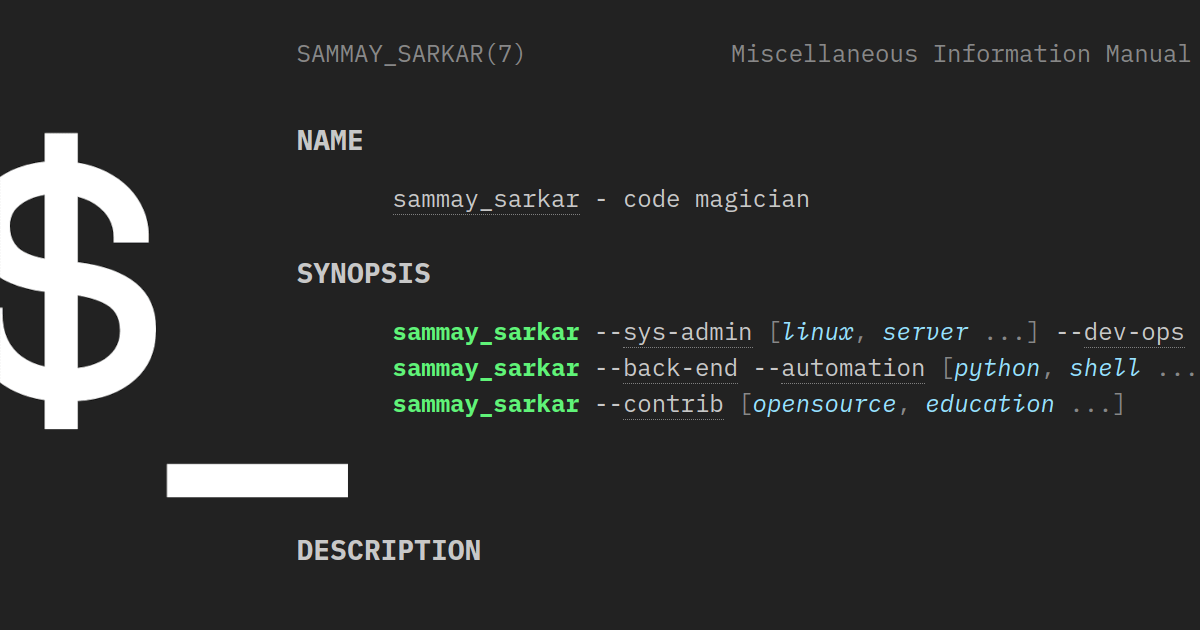 SAMMAY_SARKAR(7) Miscellaneous Information Manual
NAME
sammay_sarkar - code magician
SYNOPSIS
sammay_sarkar --sys-admin [linux, server ...] --dev-ops
sammay_sarkar --back-end --automation [python, shell ...
sammay_sarkar --contrib [opensource, education ...]
$_
DESCRIPTION